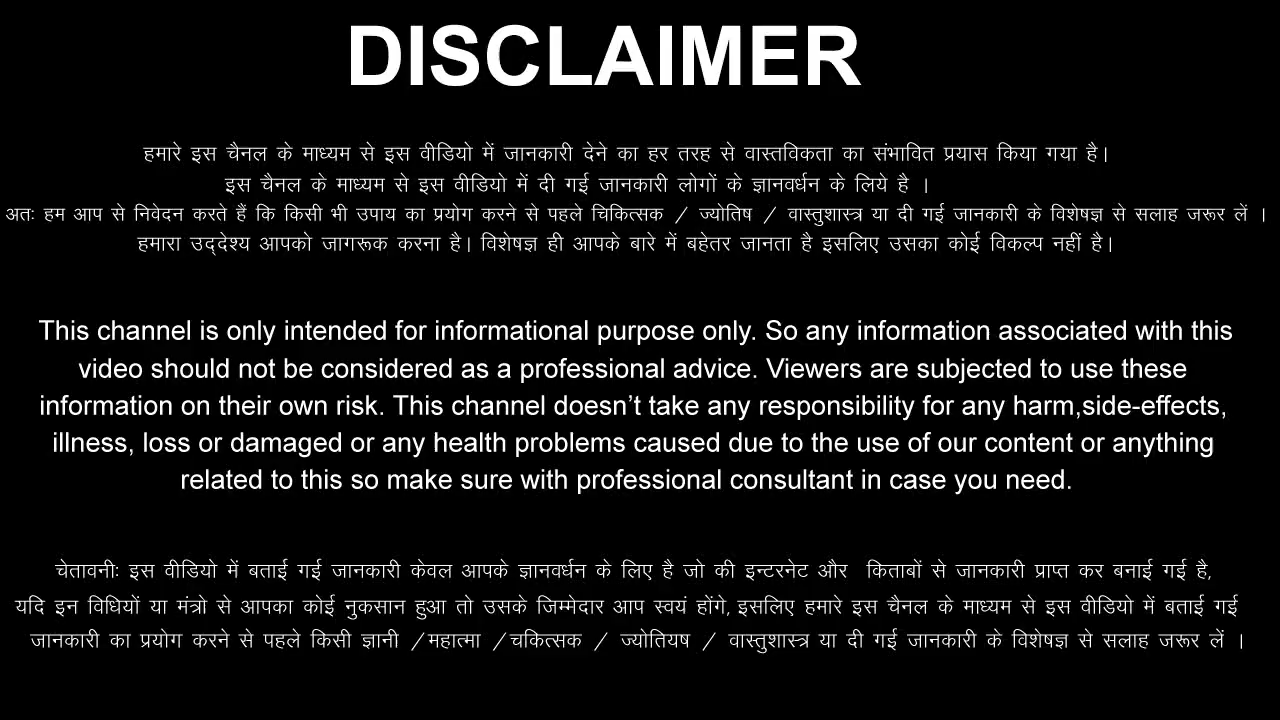 DISCLAIMER
हमारे इस चैनल के माध्यम से इस वीडियो में जानकारी देने का हर तरह से वास्तविकता का संभावित प्रयास किया गया है।
इस चैनल के माध्यम से इस वीडियो में दी गई जानकारी लोगों के ज्ञानवर्धन के लिये है ।
अतः हम आप से निवेदन करते हैं कि किसी भी उपाय का प्रयोग करने से पहले चिकित्सक / ज्योतिष / वास्तुशास्त्र या दी गई जानकारी के विशेषज्ञ से सलाह जरूर लें ।
हमारा उद्देश्य आपको जागरूक करना है। विशेषज्ञ ही आपके बारे में बहेतर जानता है इसलिए उसका कोई विकल्प नहीं है।
This channel is only intended for informational purpose only. So any information associated with this
video should not be considered as a professional advice. Viewers are subjected to use these
information on their own risk. This channel doesn’t take any responsibility for any harm,side-effects,
illness, loss or damaged or any health problems caused due to the use of our content or anything
related to this so make sure with professional consultant in case you need.
चेतावनीः इस वीडियो में बताई गई जानकारी केवल आपके ज्ञानवर्धन के लिए है जो की इन्टरनेट और किताबों से जानकारी प्राप्त कर बनाई गई है,
यदि इन विधियों या मंत्रो से आपका कोई नुकसान हुआ तो उसके जिम्मेदार आप स्वयं होंगे, इसलिए हमारे इस चैनल के माध्यम से इस वीडियो में बताई गई
जानकारी का प्रयोग करने से पहले किसी ज्ञानी /महात्मा /चकित्सक / ज्योतियष / वास्तुशास्त्र या दी गई जानकारी के विशेषज्ञ से सलाह जरूर लें ।